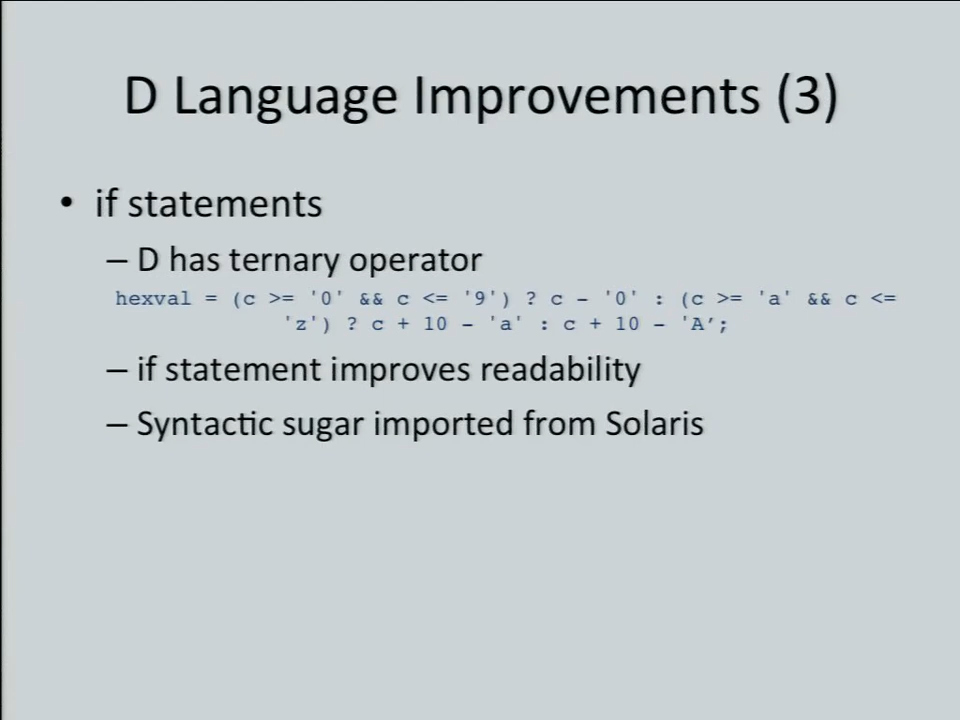 D Language Improvements (3)
• if statements
– D has ternary operator
hexval = (c >= '0' && c <= '9') ? c - '0' : (c >= 'a' && c <=
'z') ? c + 10 - 'a' : c + 10 - 'A’;
– if statement improves readability
– Syntactic sugar imported from Solaris